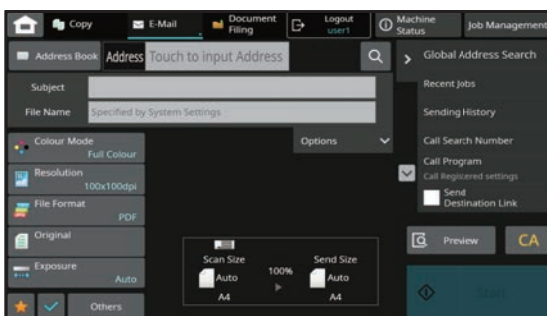 Copy
E-Mail
Document
Filing
Logout
user1
Machine
Status
Job Management
Address Book
Address
Touch to input Address
Global Address Search
Subject
Recent Jobs
File Name
Specified by System Settings
Sending History
Colour Mode
Full Colour
Options
Call Search Number
Resolution
100x100dpi
Call Program
Call Registered settings
File Format
PDF
Send
Destination Link
Original
Preview
CA
Scan Size
Send Size
Exposure
Auto
Auto
100%
Auto
A4
A4
Start
Others